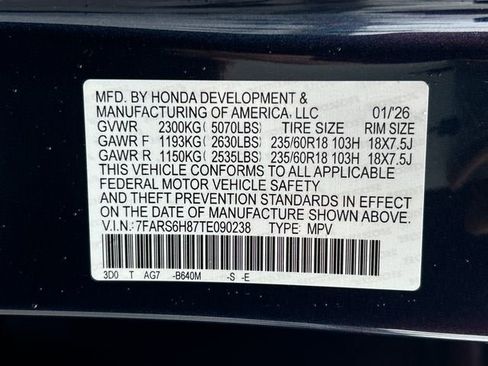 MFD. BY HONDA DEVELOPMENT &
MANUFACTURING OF AMERICA, LLC 01/'26
GVWR 2300KG( 5070LBS) TIRE SIZE RIM SIZE
GAWR F 1193KG( 2630LBS) 235/60R18 103H 18X7.5J
GAWR R 1150KG( 2535LBS) 235/60R18 103H 18X7.5J
THIS VEHICLE CONFORMS TO ALL APPLICABLE
FEDERAL MOTOR VEHICLE SAFETY
AND THEFT PREVENTION STANDARDS IN EFFECT
ON THE DATE OF MANUFACTURE SHOWN ABOVE.
V.I.N.:7FARS6H87TE090238 TYPE: MPV
3D0 T AG7 -B640M -S -E